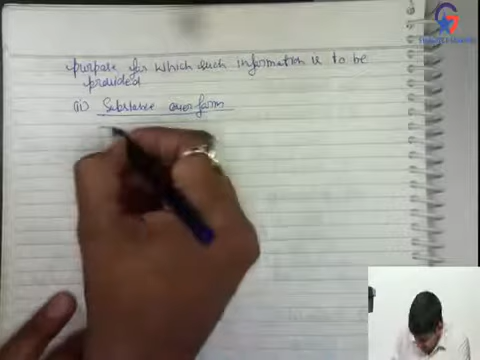 purpose for which such information is to be
provided
(ii) Substance over form